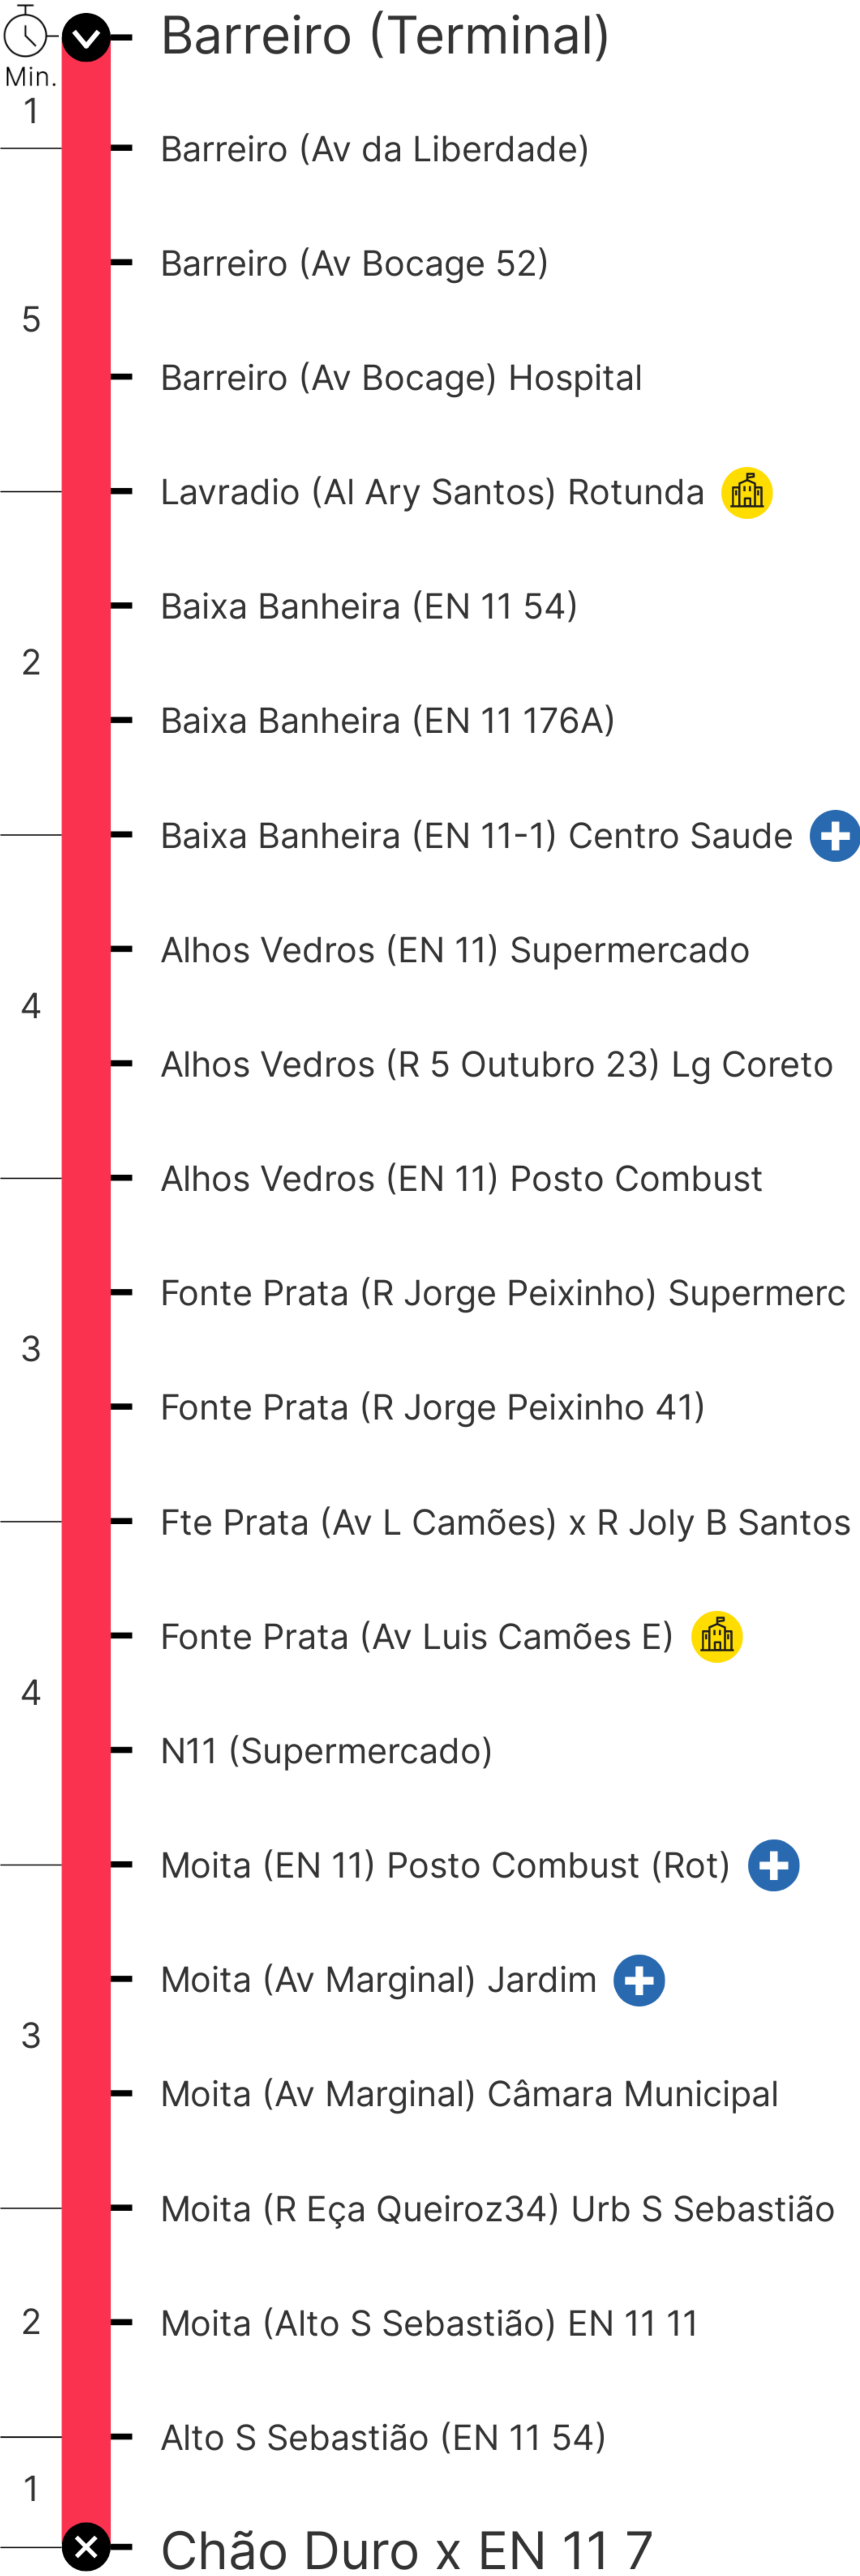 Barreiro (Terminal)
Min.
1
Barreiro (Av da Liberdade)
Barreiro (Av Bocage 52)
5
Barreiro (Av Bocage) Hospital
Lavradio (Al Ary Santos) Rotunda
Baixa Banheira (EN 11 54)
2
Baixa Banheira (EN 11 176A)
Baixa Banheira (EN 11-1) Centro Saude
Alhos Vedros (EN 11) Supermercado
4
Alhos Vedros (R 5 Outubro 23) Lg Coreto
Alhos Vedros (EN 11) Posto Combust
Fonte Prata (R Jorge Peixinho) Supermerc
3
Fonte Prata (R Jorge Peixinho 41)
Fte Prata (Av L Camões) x R Joly B Santos
Fonte Prata (Av Luis Camões E)
4
N11 (Supermercado)
Moita (EN 11) Posto Combust (Rot)
Moita (Av Marginal) Jardim
3
Moita (Av Marginal) Câmara Municipal
Moita (R Eça Queiroz34) Urb S Sebastião
2
Moita (Alto S Sebastião) EN 11 11
Alto S Sebastião (EN 11 54)
1
Chão Duro x EN 11 7